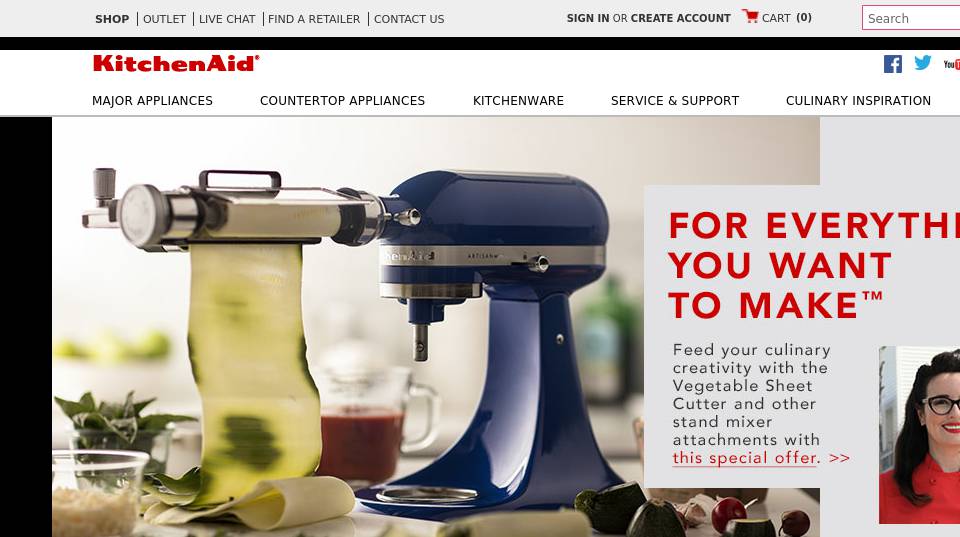 SHOP | OUTLET | LIVE CHAT | FIND A RETAILER | CONTACT US
SIGN IN OR CREATE ACCOUNT
CART (0)
Search
KitchenAid®
You
MAJOR APPLIANCES
COUNTERTOP APPLIANCES
KITCHENWARE
SERVICE & SUPPORT
CULINARY INSPIRATION
ARTISAN
FOR EVERYTHI
YOU WANT
TO MAKE™
Feed your culinary
creativity with the
Vegetable Sheet
Cutter and other
stand mixer
attachments with
this special offer. >>